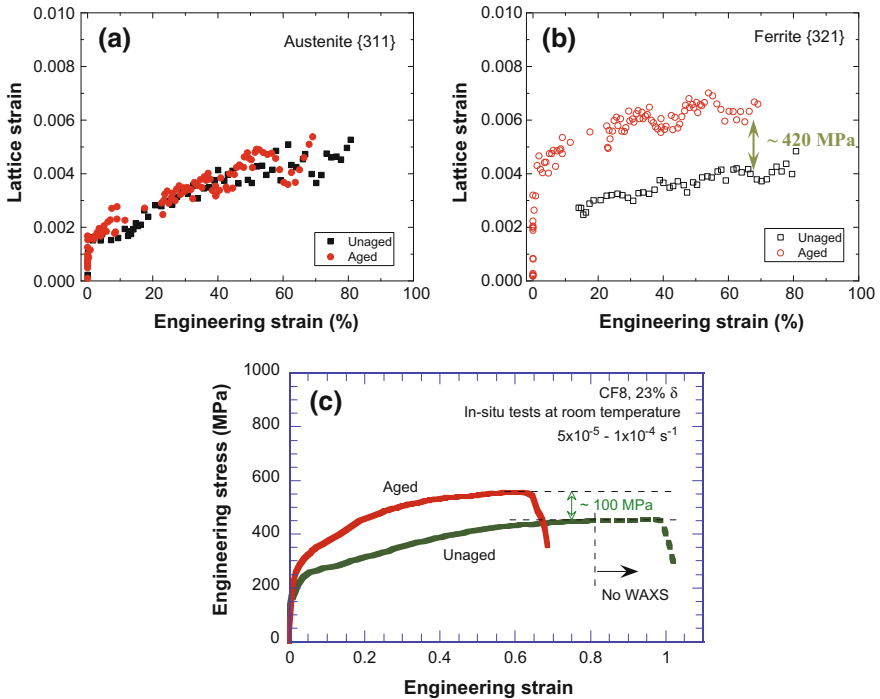 (a)
Austenite {311}
Lattice strain
0.010
0.008
0.006
0.004
0.002
0.000
Unaged
Aged
0 20 40 60 80 100
Engineering strain (%)
(b)
Ferrite {321}
Lattice strain
0.010
0.008
0.006
0.004
0.002
0.000
~ 420 MPa
Unaged
Aged
0 20 40 60 80 100
Engineering strain (%)
(c)
CF8, 23% δ
In-situ tests at room temperature
5x10⁻⁵ - 1x10⁻⁴ s⁻¹
Engineering stress (MPa)
1000
800
600
400
200
0
Aged
~ 100 MPa
Unaged
No WAXS
0 0.2 0.4 0.6 0.8 1
Engineering strain